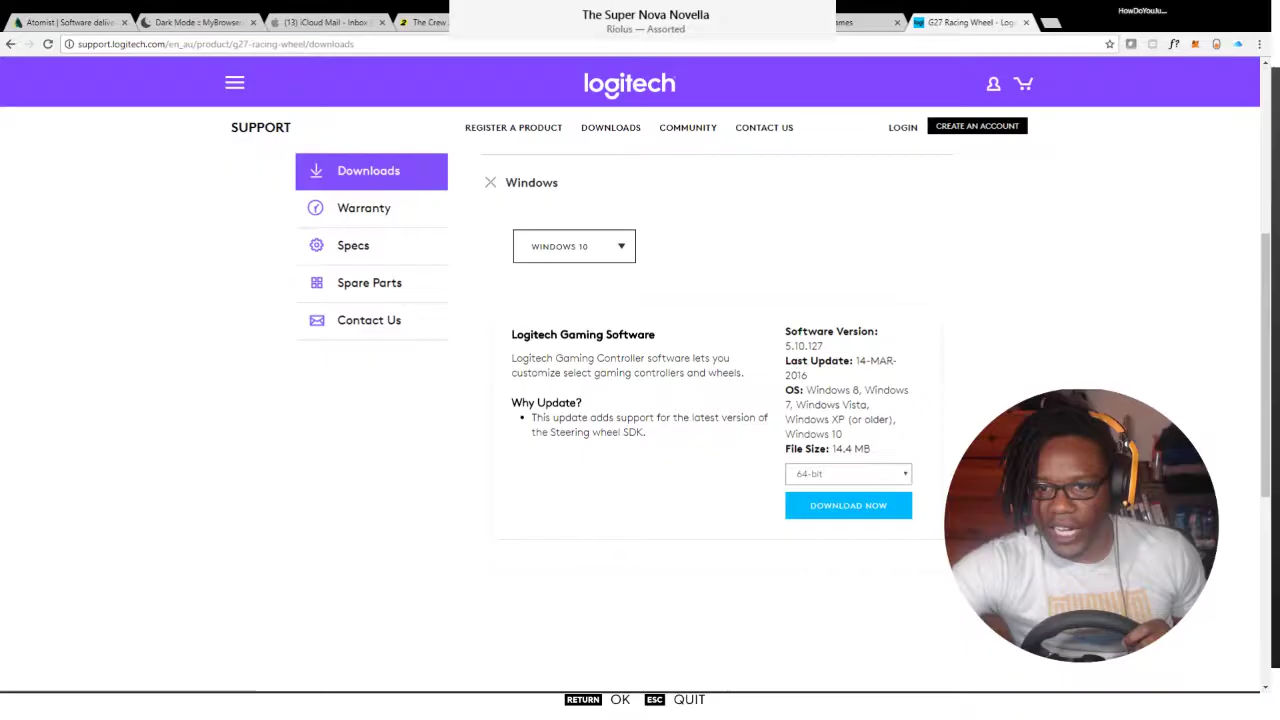 Atomist | Software deliver
Dark Mode :: MyBrowser
(13) iCloud Mail - Inbox
The Crew
The Super Nova Novella
Riolus — Assorted
ames
G27 Racing Wheel - Log
HowDoYouJu...
support.logitech.com/en_au/product/g27-racing-wheel/downloads
f?
logitech
SUPPORT
REGISTER A PRODUCT
DOWNLOADS
COMMUNITY
CONTACT US
LOGIN
CREATE AN ACCOUNT
Downloads
Warranty
Specs
Spare Parts
Contact Us
Windows
WINDOWS 10
Logitech Gaming Software
Logitech Gaming Controller software lets you
customize select gaming controllers and wheels.
Why Update?
This update adds support for the latest version of
the Steering wheel SDK.
Software Version:
5.10.127
Last Update: 14-MAR-
2016
OS: Windows 8, Windows
7, Windows Vista,
Windows XP (or older),
Windows 10
File Size: 14.4 MB
64-bit
DOWNLOAD NOW
RETURN OK ESC QUIT